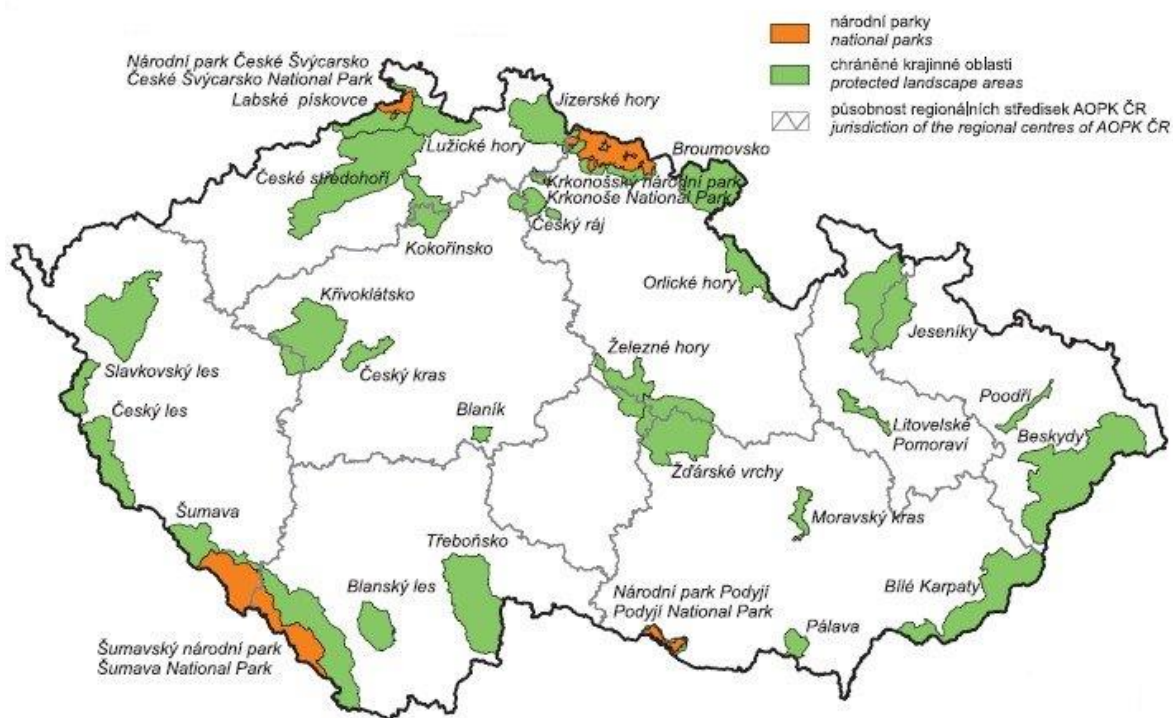 národní parky
national parks
chráněné krajinné oblasti
protected landscape areas
působnost regionálních středisek AOPK ČR
jurisdiction of the regional centres of AOPK ČR
Národní park České Švýcarsko
České Švýcarsko National Park
Labské pískovce
Jizerské hory
Lužické hory
Broumovsko
České středohoří
Krkonošský národní park
Krkonoše National Park
Český ráj
Kokořínsko
Orlické hory
Křivoklátsko
Jeseníky
Železné hory
Slavkovský les
Český kras
Český les
Blaník
Poodří
Litovelské
Pomoraví
Beskydy
Žďárské vrchy
Šumava
Moravský kras
Třeboňsko
Blanský les
Národní park Podyjí
Podyjí National Park
Bílé Karpaty
Pálava
Šumavský národní park
Šumava National Park